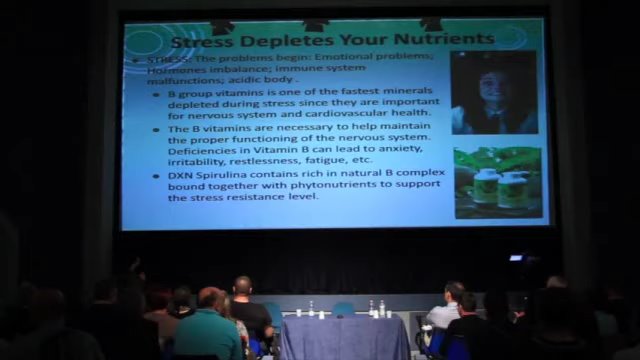 Stress Depletes Your Nutrients
• STRESS: The problems begin: Emotional problems;
Hormones imbalance; immune system
malfunctions; acidic body .
• B group vitamins is one of the fastest minerals
depleted during stress since they are important
for nervous system and cardiovascular health.
• The B vitamins are necessary to help maintain
the proper functioning of the nervous system.
Deficiencies in Vitamin B can lead to anxiety,
irritability, restlessness, fatigue, etc.
• DXN Spirulina contains rich in natural B complex
bound together with phytonutrients to support
the stress resistance level.